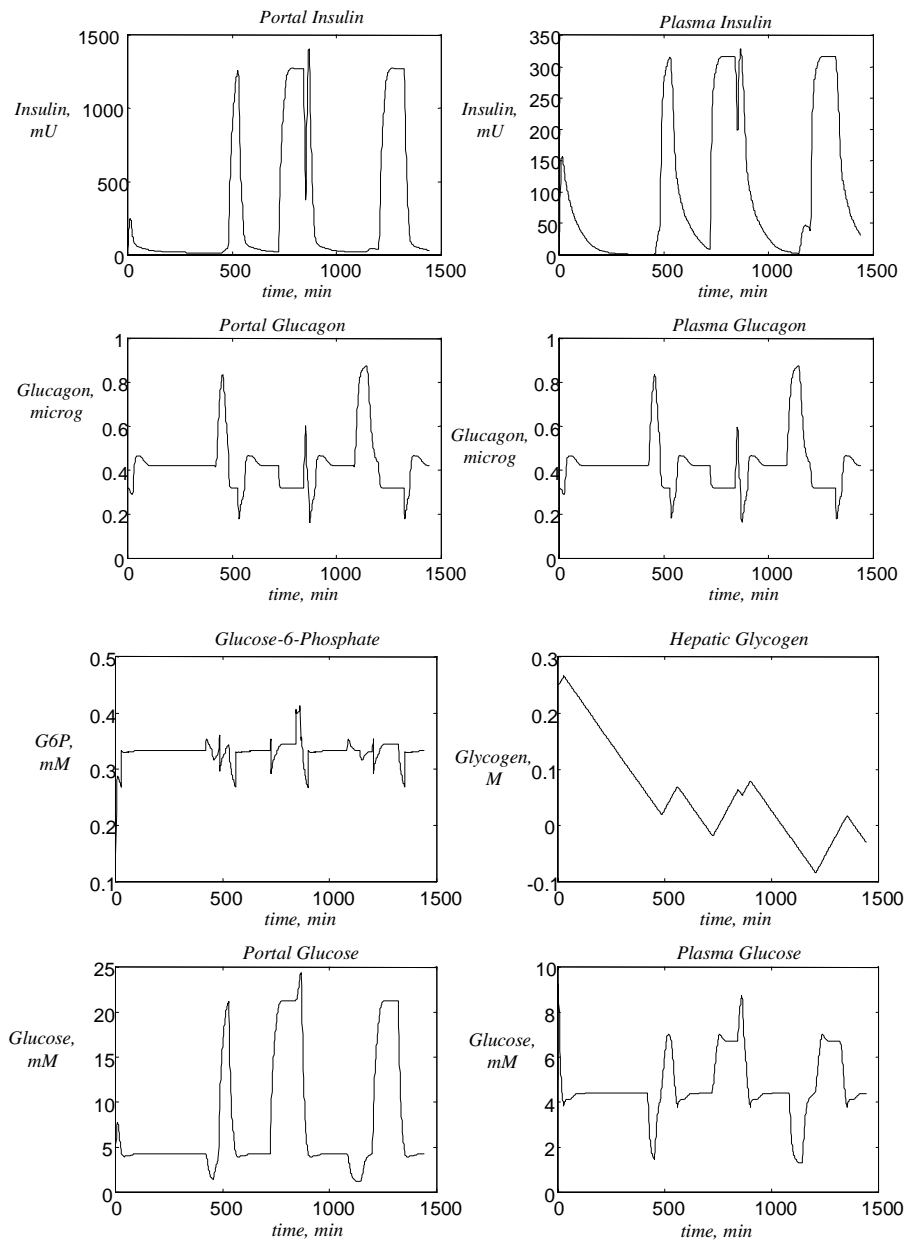 Portal Insulin
1500
1000
500
0
Insulin,
mU
0 500 1000 1500
time, min
Plasma Insulin
350
300
250
200
150
100
50
0
Insulin,
mU
0 500 1000 1500
time, min
Portal Glucagon
1
0.8
0.6
0.4
0.2
0
Glucagon,
microg
0 500 1000 1500
time, min
Plasma Glucagon
1
0.8
0.6
0.4
0.2
0
Glucagon,
microg
0 500 1000 1500
time, min
Glucose-6-Phosphate
0.5
0.4
0.3
0.2
0.1
G6P,
mM
0 500 1000 1500
time, min
Hepatic Glycogen
0.3
0.2
0.1
0
-0.1
Glycogen,
M
0 500 1000 1500
time, min
Portal Glucose
25
20
15
10
5
0
Glucose,
mM
0 500 1000 1500
time, min
Plasma Glucose
10
8
6
4
2
0
Glucose,
mM
0 500 1000 1500
time, min